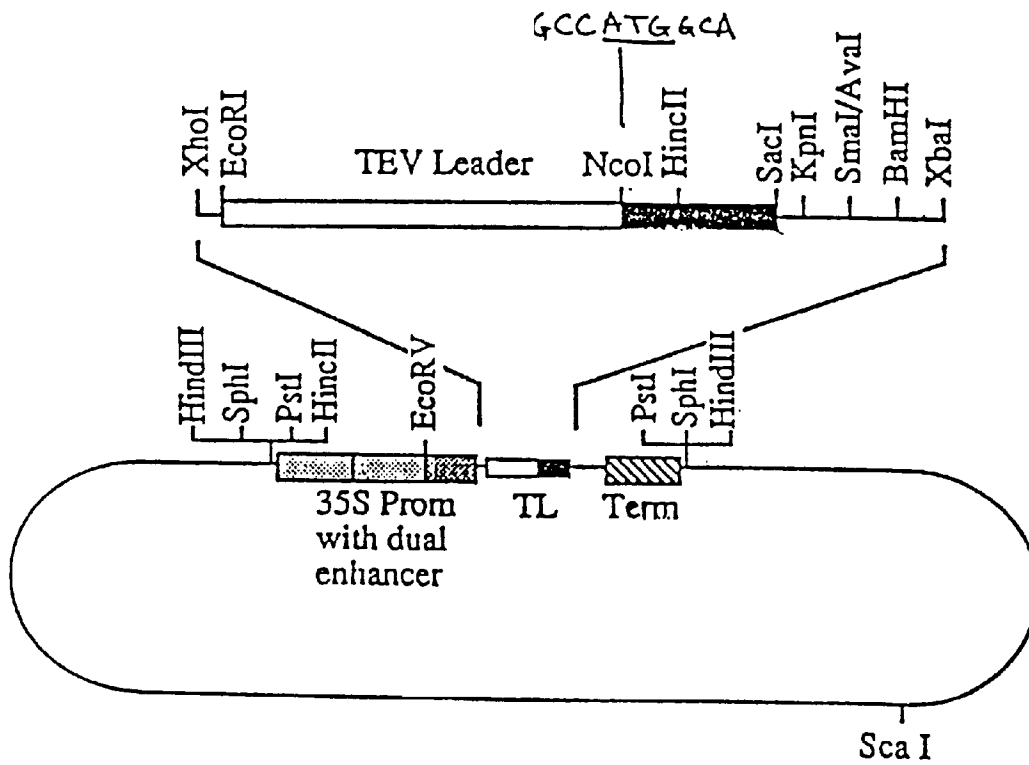 GCCATGGCA
XhoI
EcoRI
TEV Leader
NcoI
HincII
SacI
KpnI
SmaI/AvaI
BamHI
XbaI
HindIII
SphI
PstI
HincII
EcoRV
PstI
SphI
HindIII
35S Prom
with dual
enhancer
TL
Term
Sca I